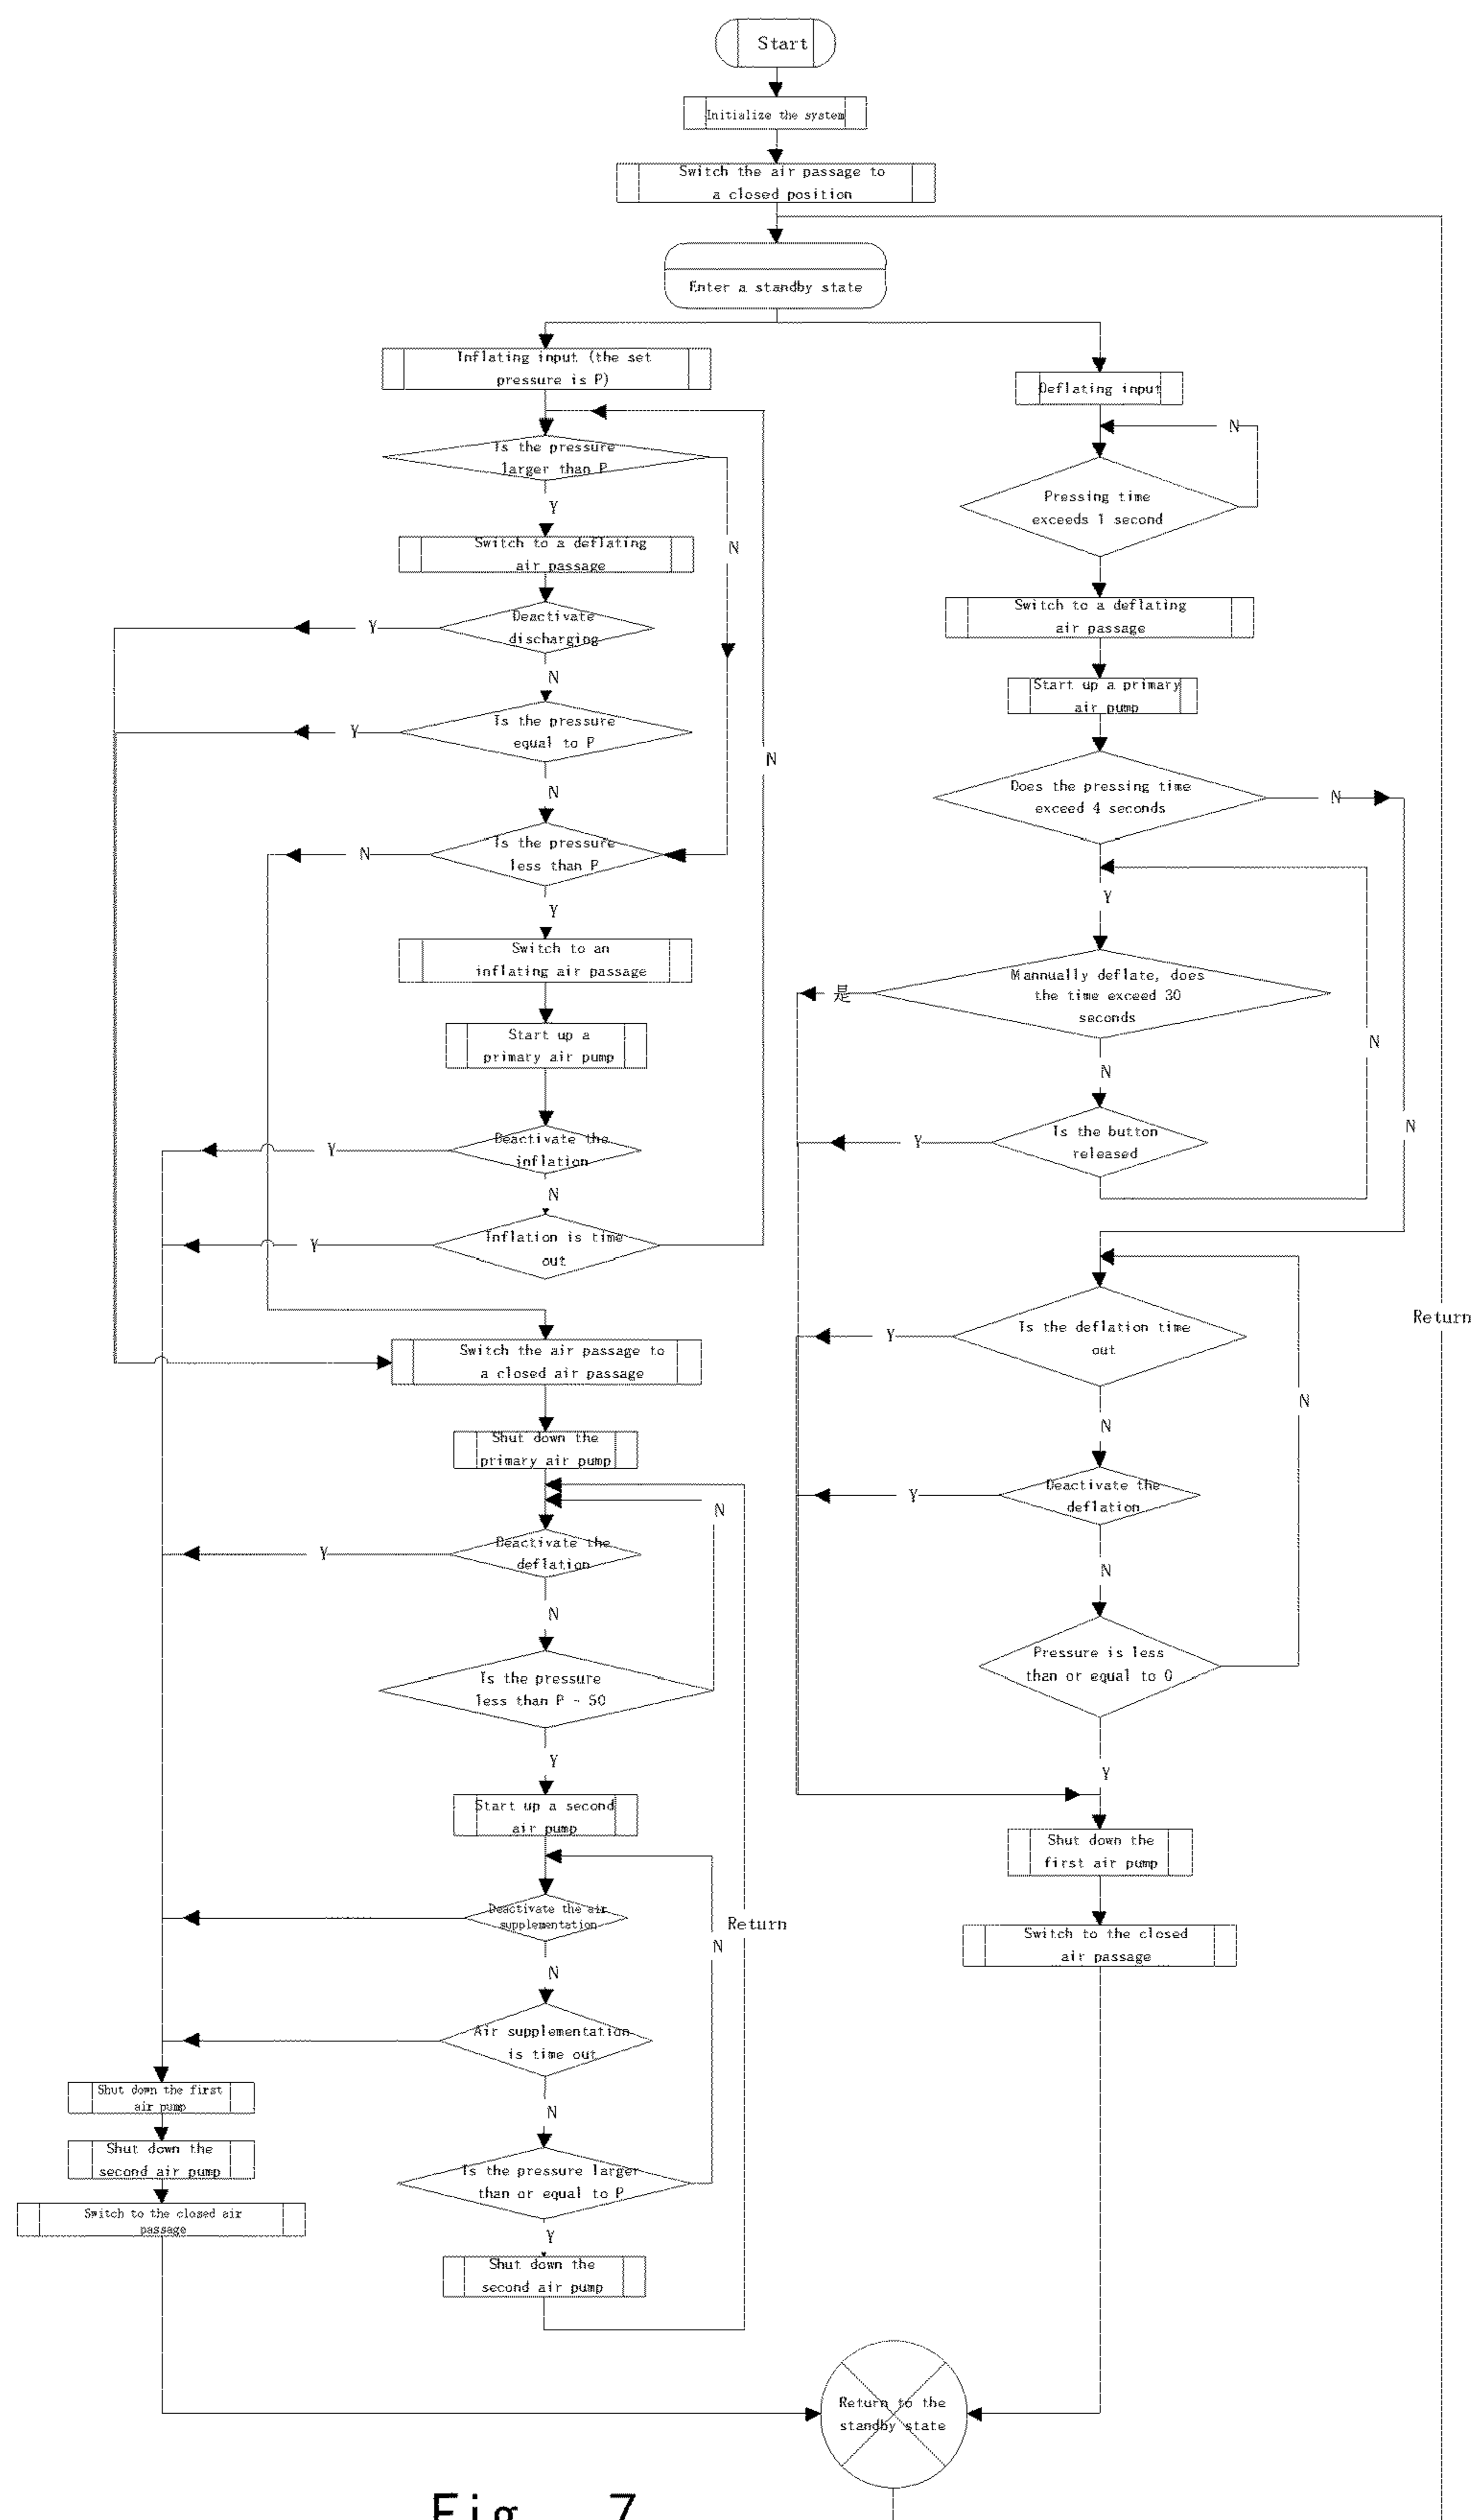 Start
Initialize the system
Switch the air passage to
a closed position
Enter a standby state
Inflating input (the set
pressure is P)
Is the pressure
larger than P
Y
N
Switch to a deflating
air passage
Deactivate
discharging
Y
N
Is the pressure
equal to P
Y
N
N
Is the pressure
less than P
N
Y
Switch to an
inflating air passage
Start up a
primary air pump
Deactivate the
inflation
Y
N
Inflation is time
out
Y
Switch the air passage to
a closed air passage
Shut down the
primary air pump
N
Deactivate the
deflation
Y
N
Is the pressure
less than P - 50
Y
Start up a second
air pump
Deactivate the air
supplementation
Return
N
N
Air supplementation
is time out
N
Is the pressure larger
than or equal to P
Y
Shut down the
second air pump
Shut down the first
air pump
Shut down the
second air pump
Switch to the closed air
passage
Deflating input
N
Pressing time
exceeds 1 second
Switch to a deflating
air passage
Start up a primary
air pump
Does the pressing time
exceed 4 seconds
N
Y
Mannually deflate, does
the time exceed 30
seconds
是
N
N
Is the button
released
Y
N
Is the deflation time
out
Y
N
N
Deactivate the
deflation
Y
N
Pressure is less
than or equal to 0
Y
Shut down the
first air pump
Switch to the closed
air passage
Return
Return to the
standby state
Fig. 7